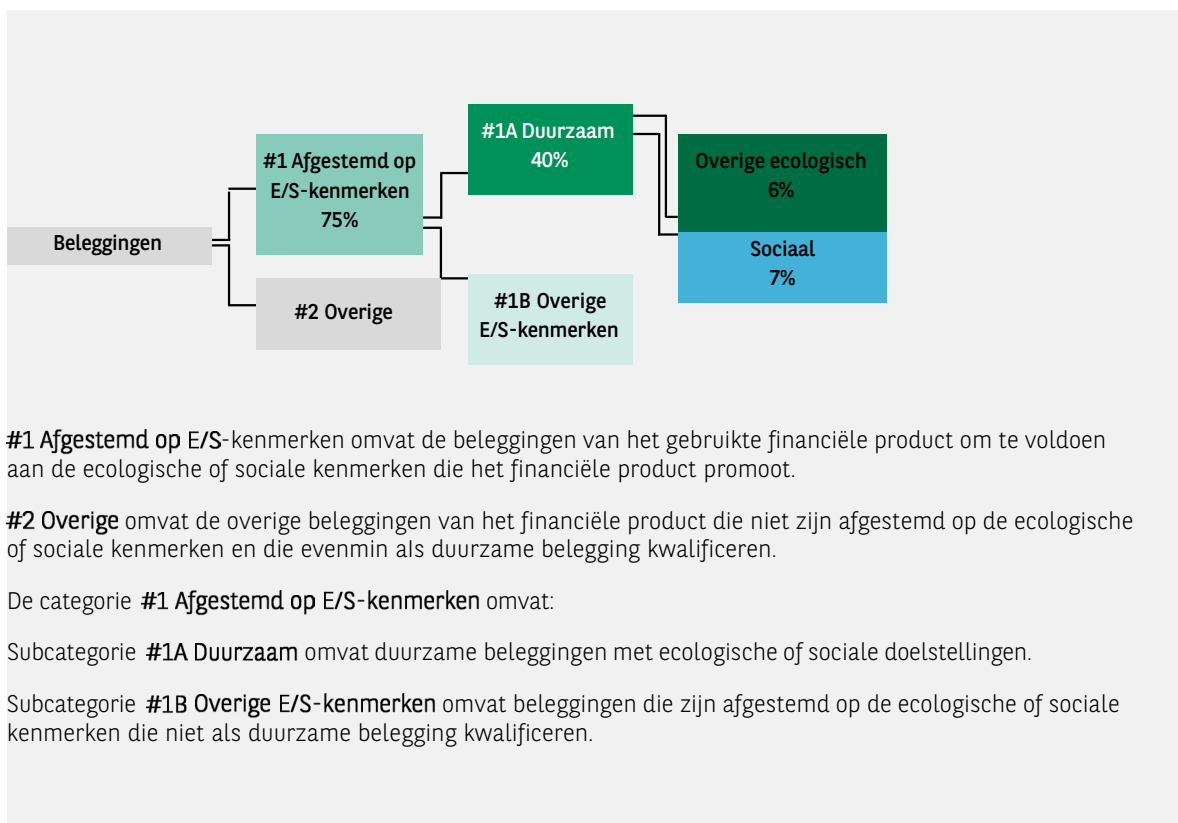 #1A Duurzaam
40%
#1 Afgestemd op
E/S-kenmerken
75%
Overige ecologisch
6%
Beleggingen
Sociaal
7%
#2 Overige
#1B Overige
E/S-kenmerken
#1 Afgestemd op E/S-kenmerken omvat de beleggingen van het gebruikte financiële product om te voldoen
aan de ecologische of sociale kenmerken die het financiële product promoot.
#2 Overige omvat de overige beleggingen van het financiële product die niet zijn afgestemd op de ecologische
of sociale kenmerken en die evenmin als duurzame belegging kwalificeren.
De categorie #1 Afgestemd op E/S-kenmerken omvat:
Subcategorie #1A Duurzaam omvat duurzame beleggingen met ecologische of sociale doelstellingen.
Subcategorie #1B Overige E/S-kenmerken omvat beleggingen die zijn afgestemd op de ecologische of sociale
kenmerken die niet als duurzame belegging kwalificeren.